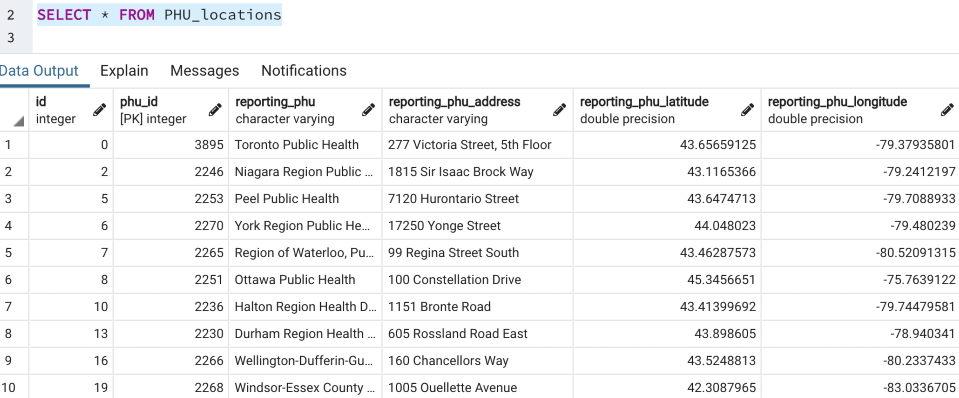 2 SELECT * FROM PHU_locations
3
Data Output Explain Messages Notifications
id integer phu_id [PK] integer reporting_phu character varying reporting_phu_address character varying reporting_phu_latitude double precision reporting_phu_longitude double precision
1 0 3895 Toronto Public Health 277 Victoria Street, 5th Floor 43.65659125 -79.37935801
2 2 2246 Niagara Region Public ... 1815 Sir Isaac Brock Way 43.1165366 -79.2412197
3 5 2253 Peel Public Health 7120 Hurontario Street 43.6474713 -79.7088933
4 6 2270 York Region Public He... 17250 Yonge Street 44.048023 -79.480239
5 7 2265 Region of Waterloo, Pu... 99 Regina Street South 43.46287573 -80.52091315
6 8 2251 Ottawa Public Health 100 Constellation Drive 45.3456651 -75.7639122
7 10 2236 Halton Region Health D... 1151 Bronte Road 43.41399692 -79.74479581
8 13 2230 Durham Region Health ... 605 Rossland Road East 43.898605 -78.940341
9 16 2266 Wellington-Dufferin-Gu... 160 Chancellors Way 43.5248813 -80.2337433
10 19 2268 Windsor-Essex County ... 1005 Ouellette Avenue 42.3087965 -83.0336705